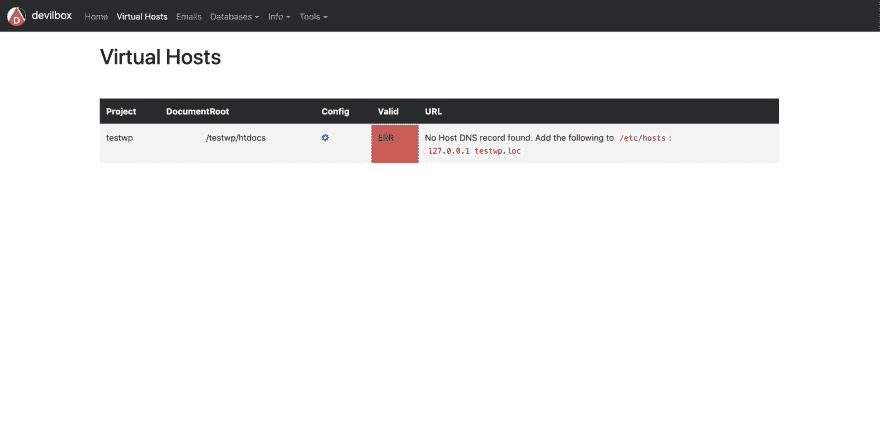 devilbox Home Virtual Hosts Emails Databases Info Tools
Virtual Hosts
Project DocumentRoot Config Valid URL
testwp /testwp/htdocs ERR No Host DNS record found. Add the following to /etc/hosts :
127.0.0.1 testwp.loc